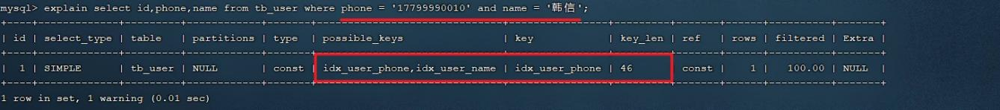 mysql> explain select id,phone,name from tb_user where phone = '17799990010' and name = '韩信';
+----+-------------+---------+------------+-------+-----------------------------+----------------+---------+-------+------+----------+-------+
| id | select_type | table | partitions | type | possible_keys | key | key_len | ref | rows | filtered | Extra |
+----+-------------+---------+------------+-------+-----------------------------+----------------+---------+-------+------+----------+-------+
| 1 | SIMPLE | tb_user | NULL | const | idx_user_phone,idx_user_name | idx_user_phone | 46 | const | 1 | 100.00 | NULL |
+----+-------------+---------+------------+-------+-----------------------------+----------------+---------+-------+------+----------+-------+
1 row in set, 1 warning (0.01 sec)